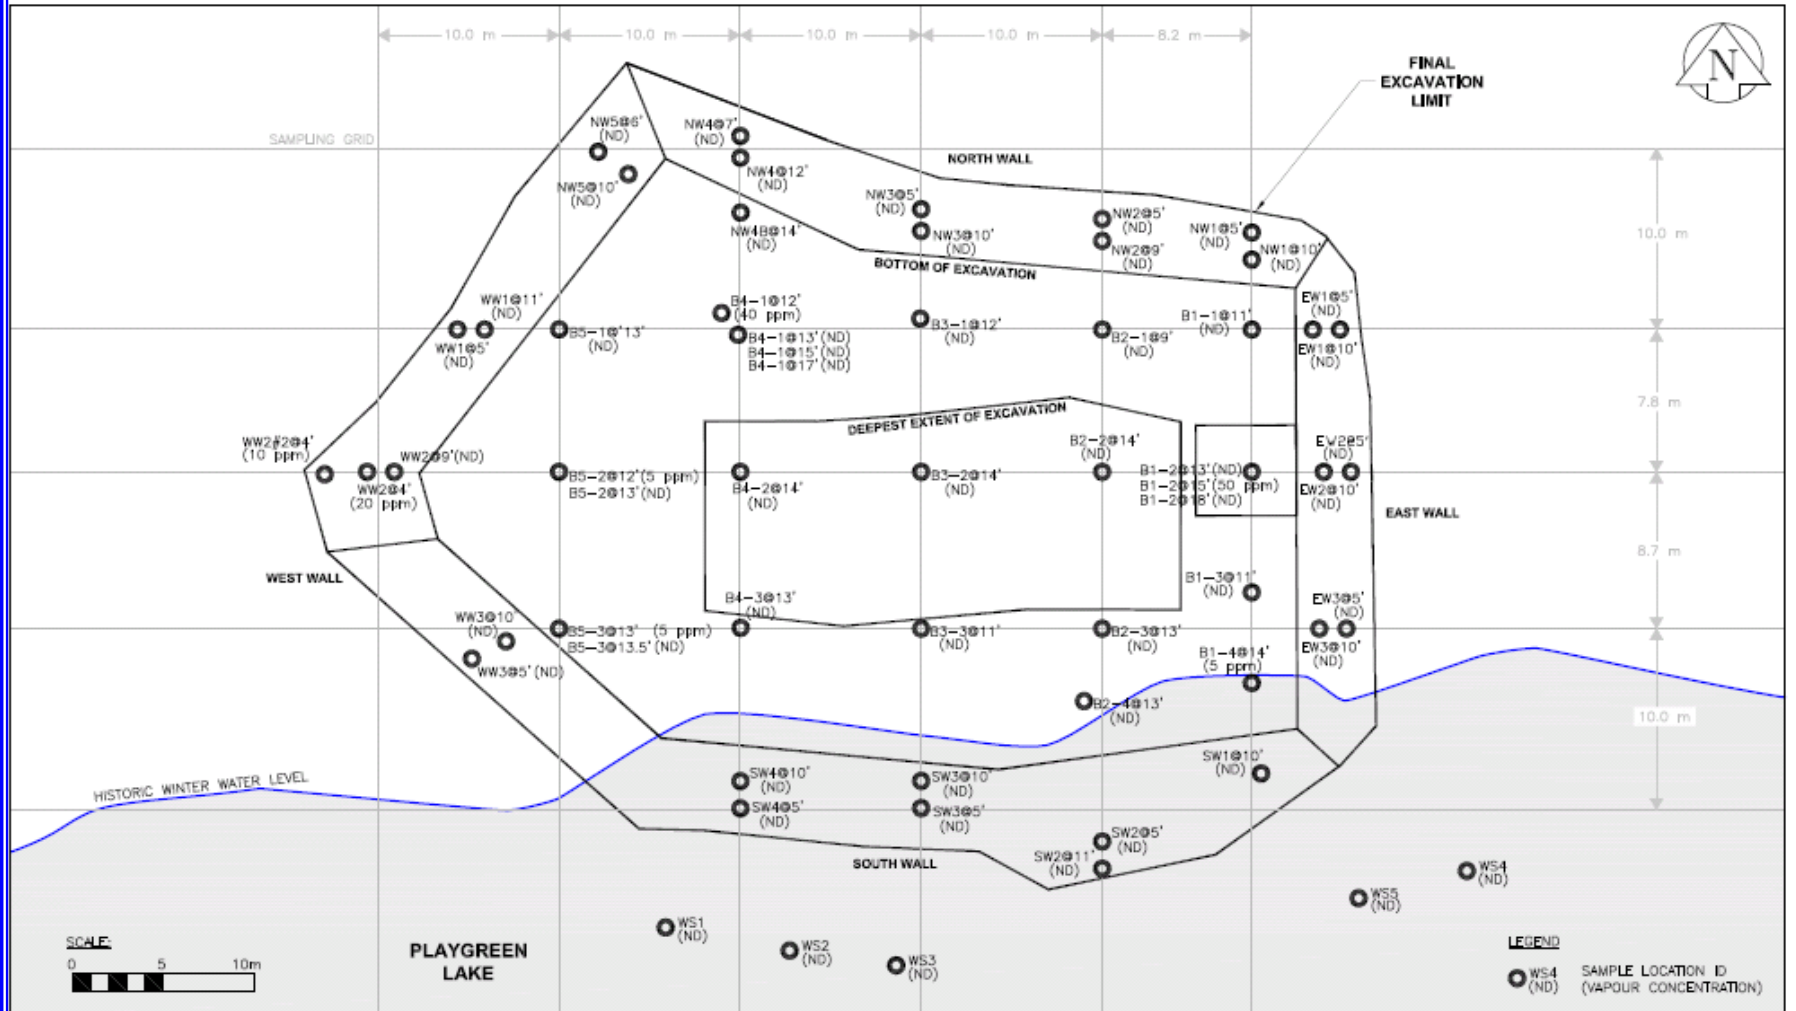 10.0 m
10.0 m
10.0 m
10.0 m
8.2 m
FINAL
EXCAVATION
LIMIT
N
SAMPLING GRID
NW5@6'
(ND)
NW4@7'
(ND)
NORTH WALL
NW4@12'
(ND)
NW5@10'
(ND)
NW3@5'
(ND)
NW4B@14'
(ND)
NW3@10'
(ND)
NW2@5'
(ND)
NW2@9'
(ND)
NW1@5'
(ND)
NW1@10'
(ND)
10.0 m
BOTTOM OF EXCAVATION
WW1@11'
(ND)
WW1@5'
(ND)
B5-1@'13'
(ND)
B4-1@12'
(40 ppm)
B4-1@13'(ND)
B4-1@15'(ND)
B4-1@17'(ND)
B3-1@12'
(ND)
B2-1@9'
(ND)
B1-1@11'
(ND)
EW1@5'
(ND)
EW1@10'
(ND)
7.8 m
DEEPEST EXTENT OF EXCAVATION
WW2#2@4'
(10 ppm)
WW2@9'(ND)
WW2@4'
(20 ppm)
B5-2@12'(5 ppm)
B5-2@13'(ND)
B4-2@14'
(ND)
B3-2@14'
(ND)
B2-2@14'
(ND)
B1-2@13'(ND)
B1-2@15'(50 ppm)
B1-2@18'(ND)
EW2@5'
(ND)
EW2@10'
(ND)
EAST WALL
8.7 m
WEST WALL
WW3@10'
(ND)
WW3@5'(ND)
B5-3@13' (5 ppm)
B5-3@13.5'(ND)
B4-3@13'
(ND)
B3-3@11'
(ND)
B2-3@13'
(ND)
B1-3@11'
(ND)
EW3@5'
(ND)
EW3@10'
(ND)
B1-4@14'
(5 ppm)
B2-4@13'
(ND)
10.0 m
HISTORIC WINTER WATER LEVEL
SW4@10'
(ND)
SW4@5'
(ND)
SW3@10'
(ND)
SW3@5'
(ND)
SW1@10'
(ND)
SW2@5'
(ND)
SW2@11'
(ND)
SOUTH WALL
WS4
(ND)
WS5
(ND)
WS1
(ND)
WS2
(ND)
WS3
(ND)
PLAYGREEN
LAKE
SCALE:
0 5 10m
LEGEND
WS4
(ND)
SAMPLE LOCATION ID
(VAPOUR CONCENTRATION)